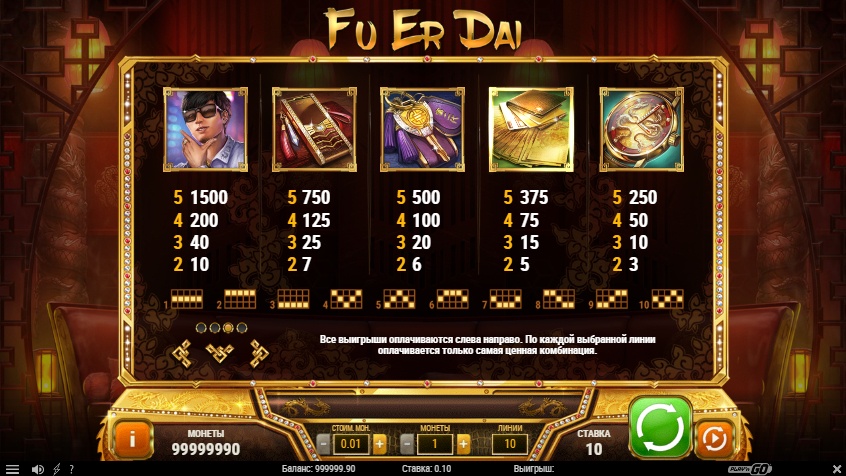 FU ER DAI
5 1500 5 750 5 500 5 375 5 250
4 200 4 125 4 100 4 75 4 50
3 40 3 25 3 20 3 15 3 10
2 10 2 7 2 6 2 5 2 3
1 2 3 4 5 6 7 8 9 10
Все выигрыши оплачиваются слева направо. По каждой выбранной линии
оплачивается только самая ценная комбинация.
i МОНЕТЫ СТОИМ. МОН. МОНЕТЫ ЛИНИИ СТАВКА
99999990 - 0.01 + - 1 + 10 10
? Баланс: 999999.90 Ставка: 0.10 Выигрыш: PLAY'N GO